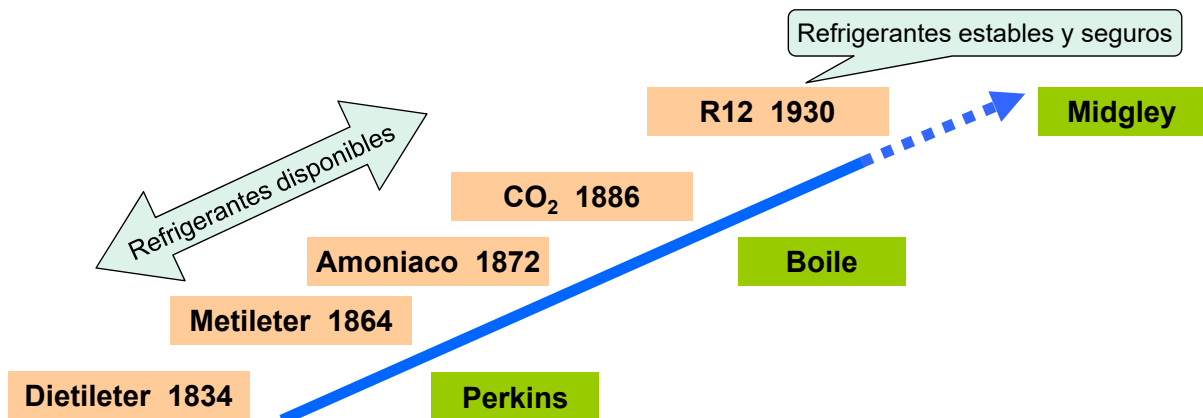 Refrigerantes estables y seguros
R12 1930
Midgley
Refrigerantes disponibles
CO₂ 1886
Amoniaco 1872
Boile
Metileter 1864
Dietileter 1834
Perkins